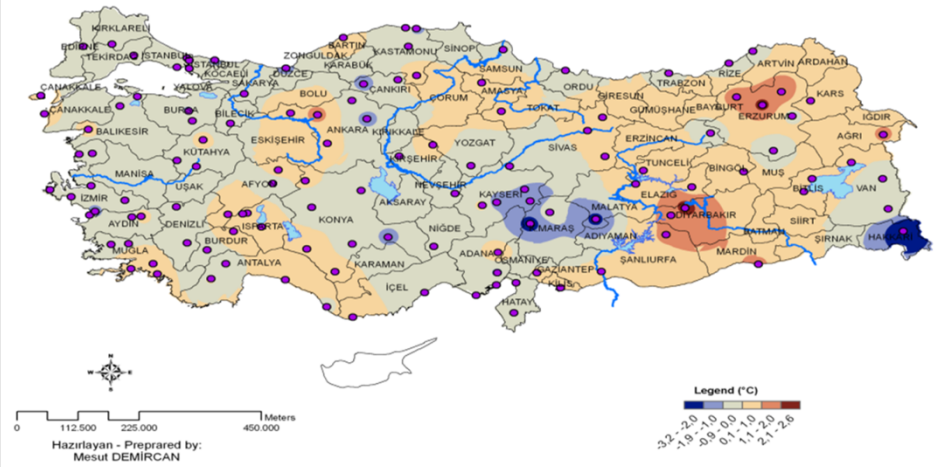 KIRKLARELİ
EDİRNE
TEKİRDAĞ
İSTANBUL
İSTANBUL
KOCAELİ
YALOVA
SAKARYA
DÜZCE
ZONGULDAK
BARTIN
KARABÜK
KASTAMONU
SİNOP
ÇANAKKALE
ÇANAKKALE
BURSA
BİLECİK
BOLU
ÇANKIRI
ÇORUM
SAMSUN
AMASYA
TOKAT
ORDU
GİRESUN
TRABZON
GÜMÜŞHANE
RİZE
BAYBURT
ARTVİN
ARDAHAN
KARS
ERZURUM
IĞDIR
AĞRI
BALIKESİR
KÜTAHYA
ESKİŞEHİR
ANKARA
KIRIKKALE
YOZGAT
SİVAS
ERZİNCAN
TUNCELİ
BİNGÖL
MUŞ
BİTLİS
VAN
MANİSA
UŞAK
AFYON
KIRŞEHİR
NEVŞEHİR
KAYSERİ
AKSARAY
MALATYA
ELAZIĞ
DİYARBAKIR
BATMAN
SİİRT
ŞIRNAK
HAKKARİ
İZMİR
AYDIN
DENİZLİ
BURDUR
ISPARTA
KONYA
NİĞDE
K.MARAŞ
ADIYAMAN
MUĞLA
ANTALYA
KARAMAN
İÇEL
ADANA
OSMANİYE
GAZİANTEP
KİLİS
ŞANLIURFA
MARDİN
HATAY
N
W
E
S
Meters
0
112.500
225.000
450.000
Hazırlayan - Preprared by:
Mesut DEMİRCAN
Legend (°C)
-3,2 - -2,0
-1,9 - -1,0
-0,9 - 0,0
0,1 - 1,0
1,1 - 2,0
2,1 - 2,6